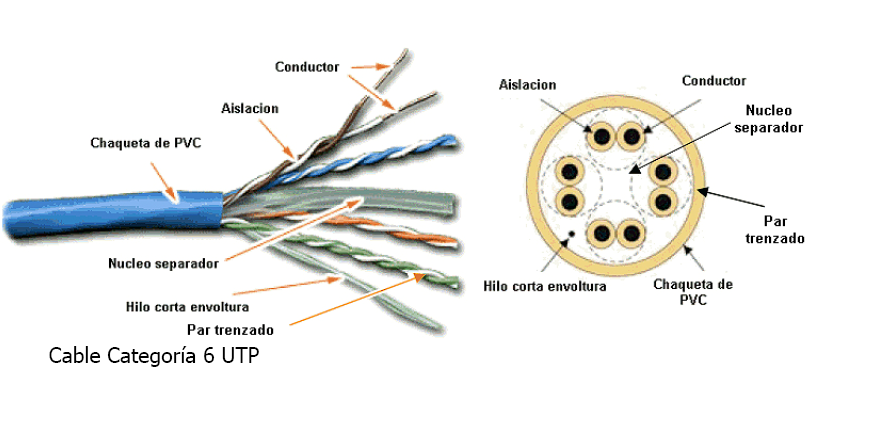 Conductor
Aislacion
Chaqueta de PVC
Nucleo separador
Hilo corta envoltura
Par trenzado
Cable Categoría 6 UTP
Aislacion
Conductor
Nucleo
separador
Par
trenzado
Hilo corta envoltura
Chaqueta de
PVC